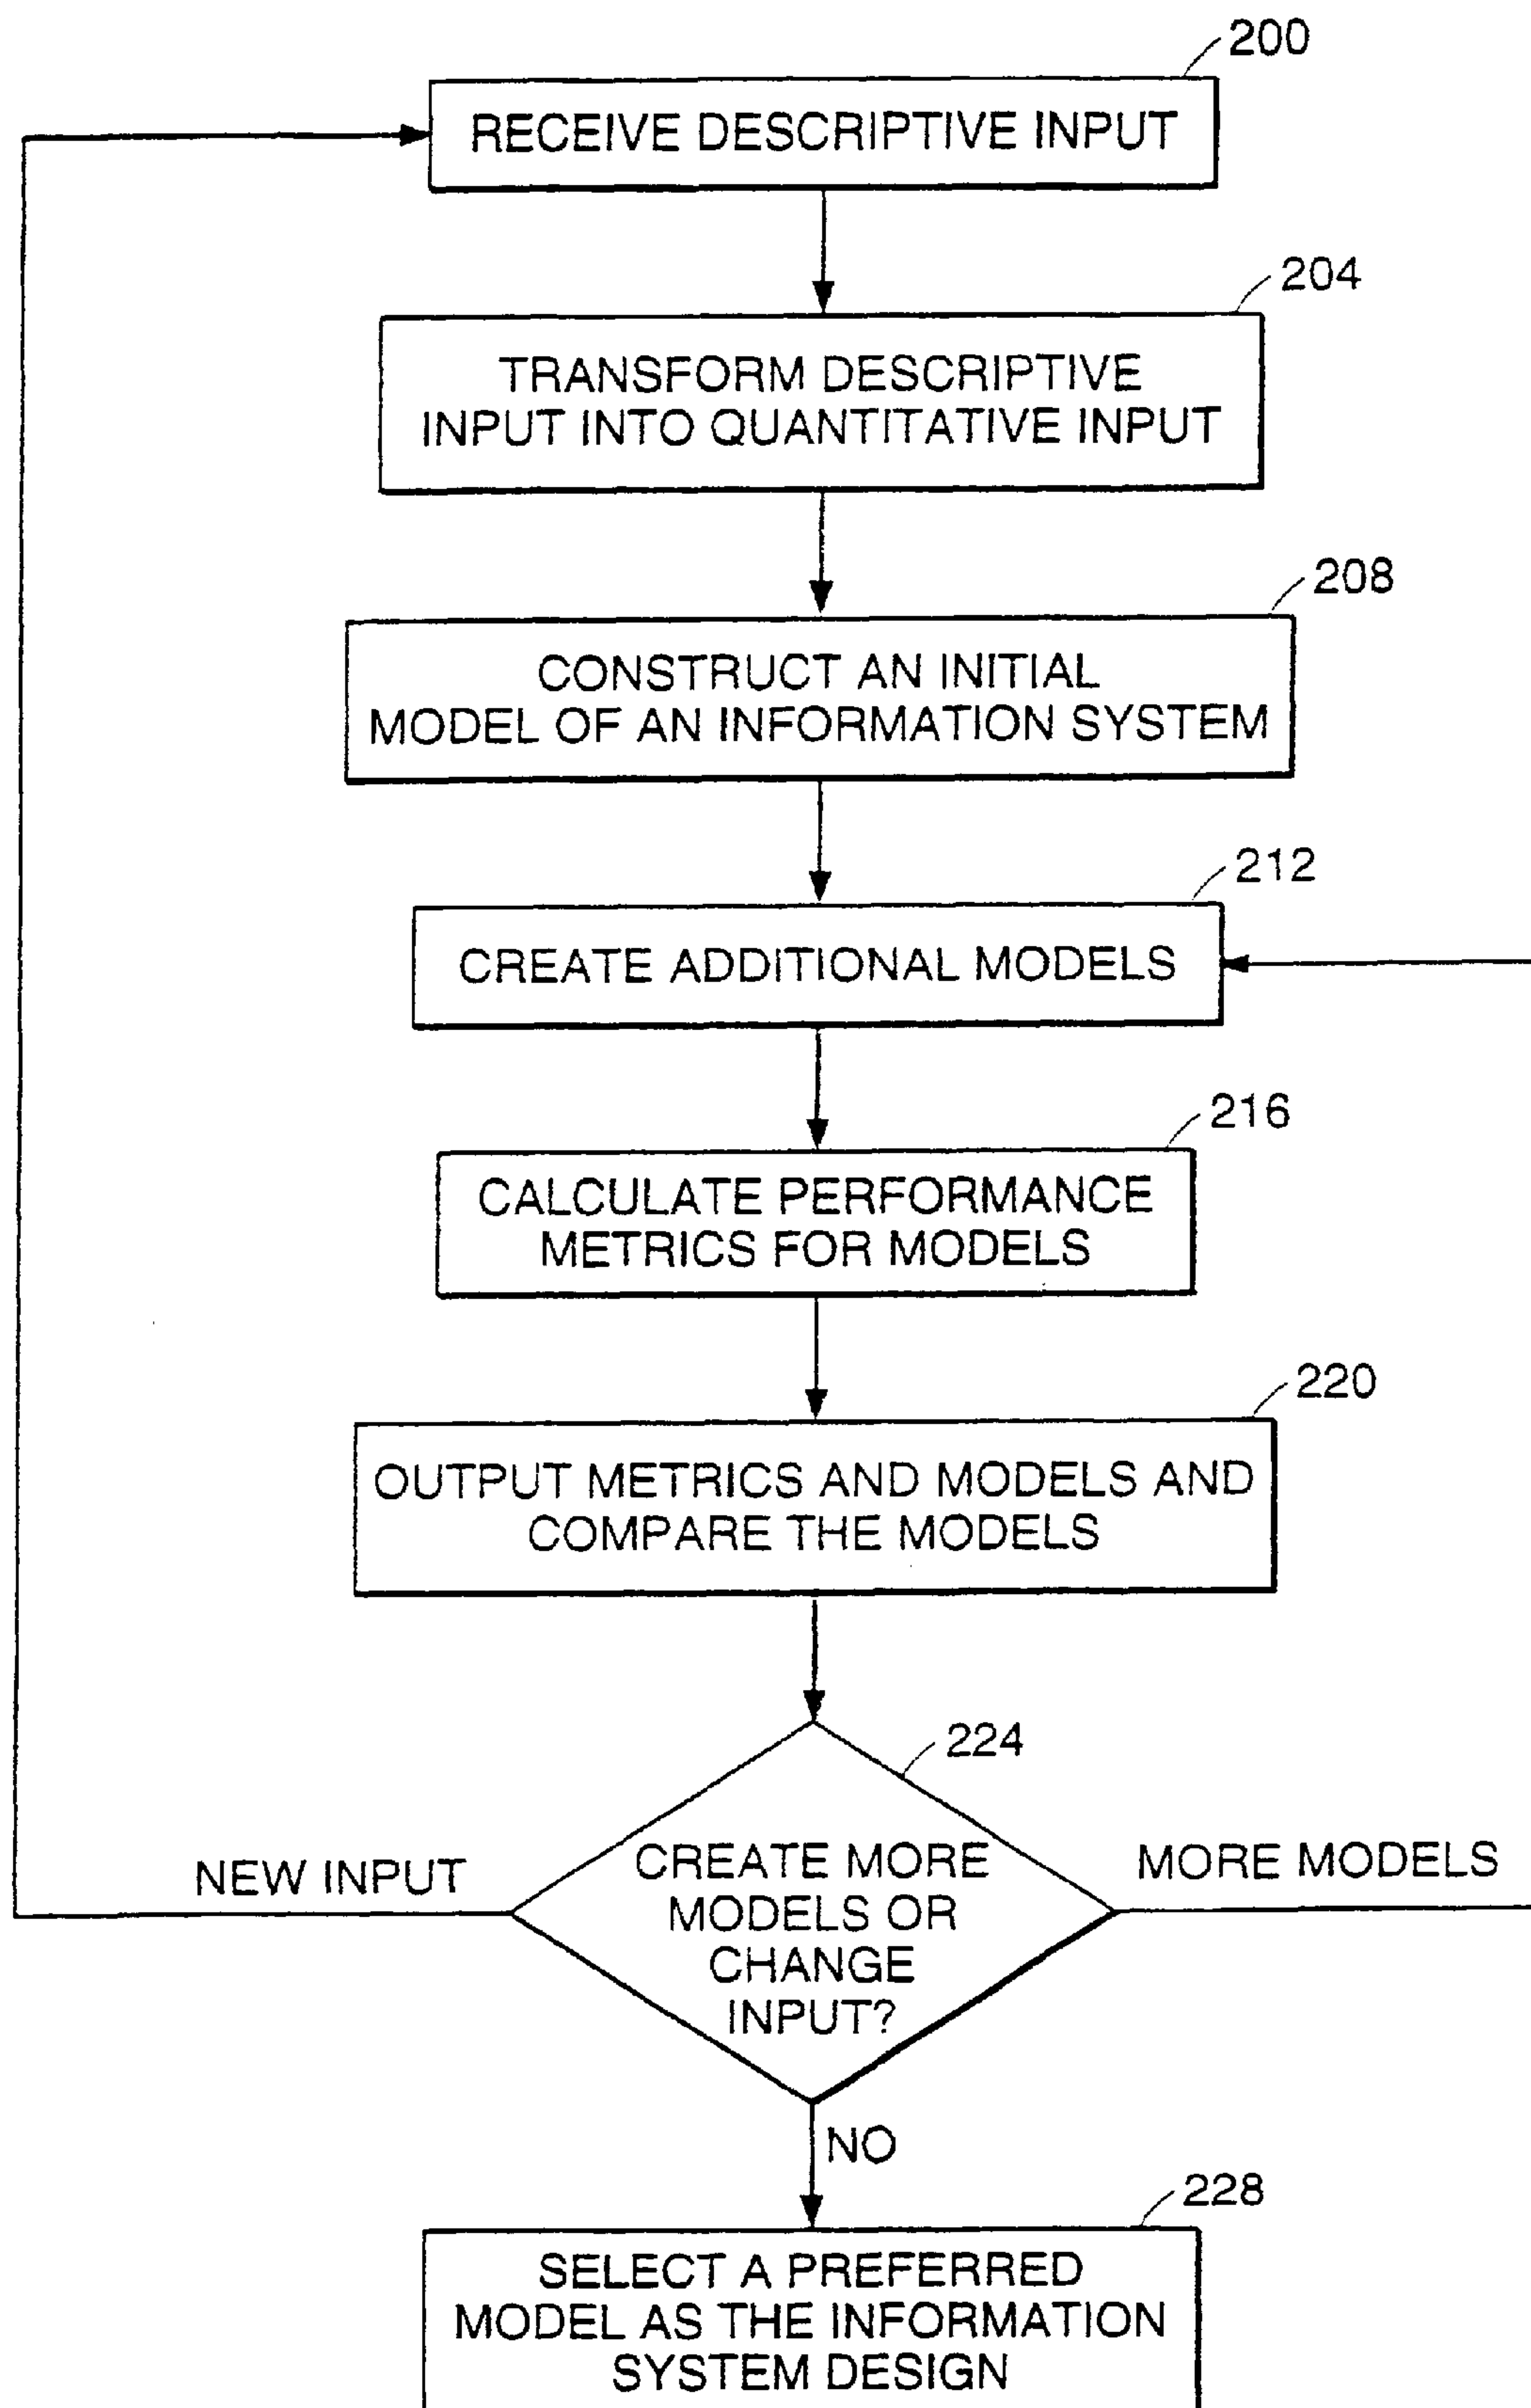 200
RECEIVE DESCRIPTIVE INPUT
204
TRANSFORM DESCRIPTIVE
INPUT INTO QUANTITATIVE INPUT
208
CONSTRUCT AN INITIAL
MODEL OF AN INFORMATION SYSTEM
212
CREATE ADDITIONAL MODELS
216
CALCULATE PERFORMANCE
METRICS FOR MODELS
220
OUTPUT METRICS AND MODELS AND
COMPARE THE MODELS
224
NEW INPUT
CREATE MORE
MODELS OR
CHANGE
INPUT?
MORE MODELS
NO
228
SELECT A PREFERRED
MODEL AS THE INFORMATION
SYSTEM DESIGN